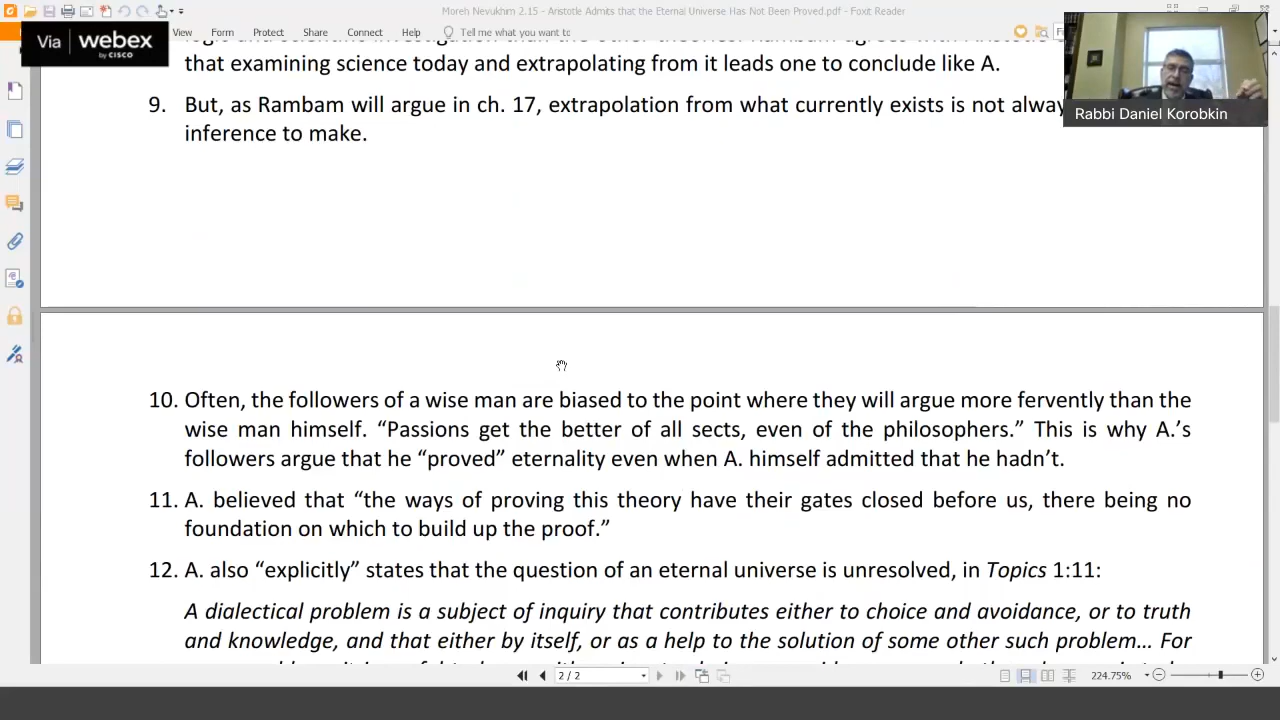 Moreh Nevukhm 2.15 - Aristotle Admits that the Eternal Universe Has Not Been Proved.pdf - Foxit Reader
Via webex
by CISCO
View Form Protect Share Connect Help Tell me what you want to
that examining science today and extrapolating from it leads one to conclude like A.
9. But, as Rambam will argue in ch. 17, extrapolation from what currently exists is not
inference to make.
Rabbi Daniel Korobkin
10. Often, the followers of a wise man are biased to the point where they will argue more fervently than the
wise man himself. “Passions get the better of all sects, even of the philosophers.” This is why A.’s
followers argue that he “proved” eternality even when A. himself admitted that he hadn’t.
11. A. believed that “the ways of proving this theory have their gates closed before us, there being no
foundation on which to build up the proof.”
12. A. also “explicitly” states that the question of an eternal universe is unresolved, in Topics 1:11:
A dialectical problem is a subject of inquiry that contributes either to choice and avoidance, or to truth
and knowledge, and that either by itself, or as a help to the solution of some other such problem… For
2 / 2
224.75%